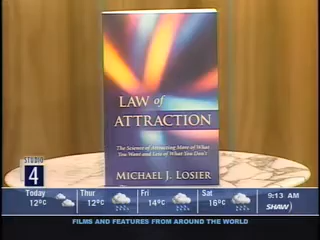 LAW of
ATTRACTION
The Science of Attracting More of What
You Want and Less of What You Don't
MICHAEL J. LOSIER
STUDIO
4
Today
12°C
Thur
12°C
Fri
14°C
Sat
16°C
9:13 AM
SHAW
FILMS AND FEATURES FROM AROUND THE WORLD